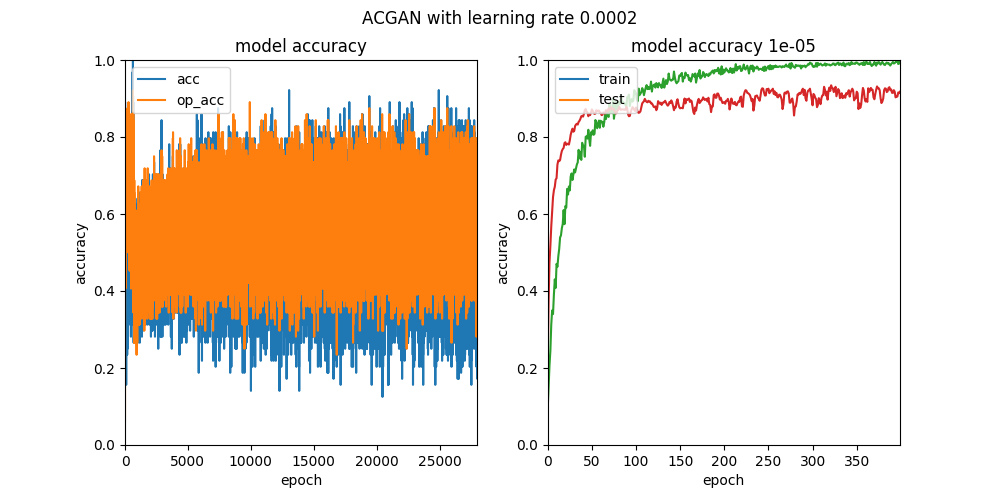 ACGAN with learning rate 0.0002
model accuracy
acc
op_acc
accuracy
1.0
0.8
0.6
0.4
0.2
0.0
0 5000 10000 15000 20000 25000
epoch
model accuracy 1e-05
train
test
accuracy
1.0
0.8
0.6
0.4
0.2
0.0
0 50 100 150 200 250 300 350
epoch